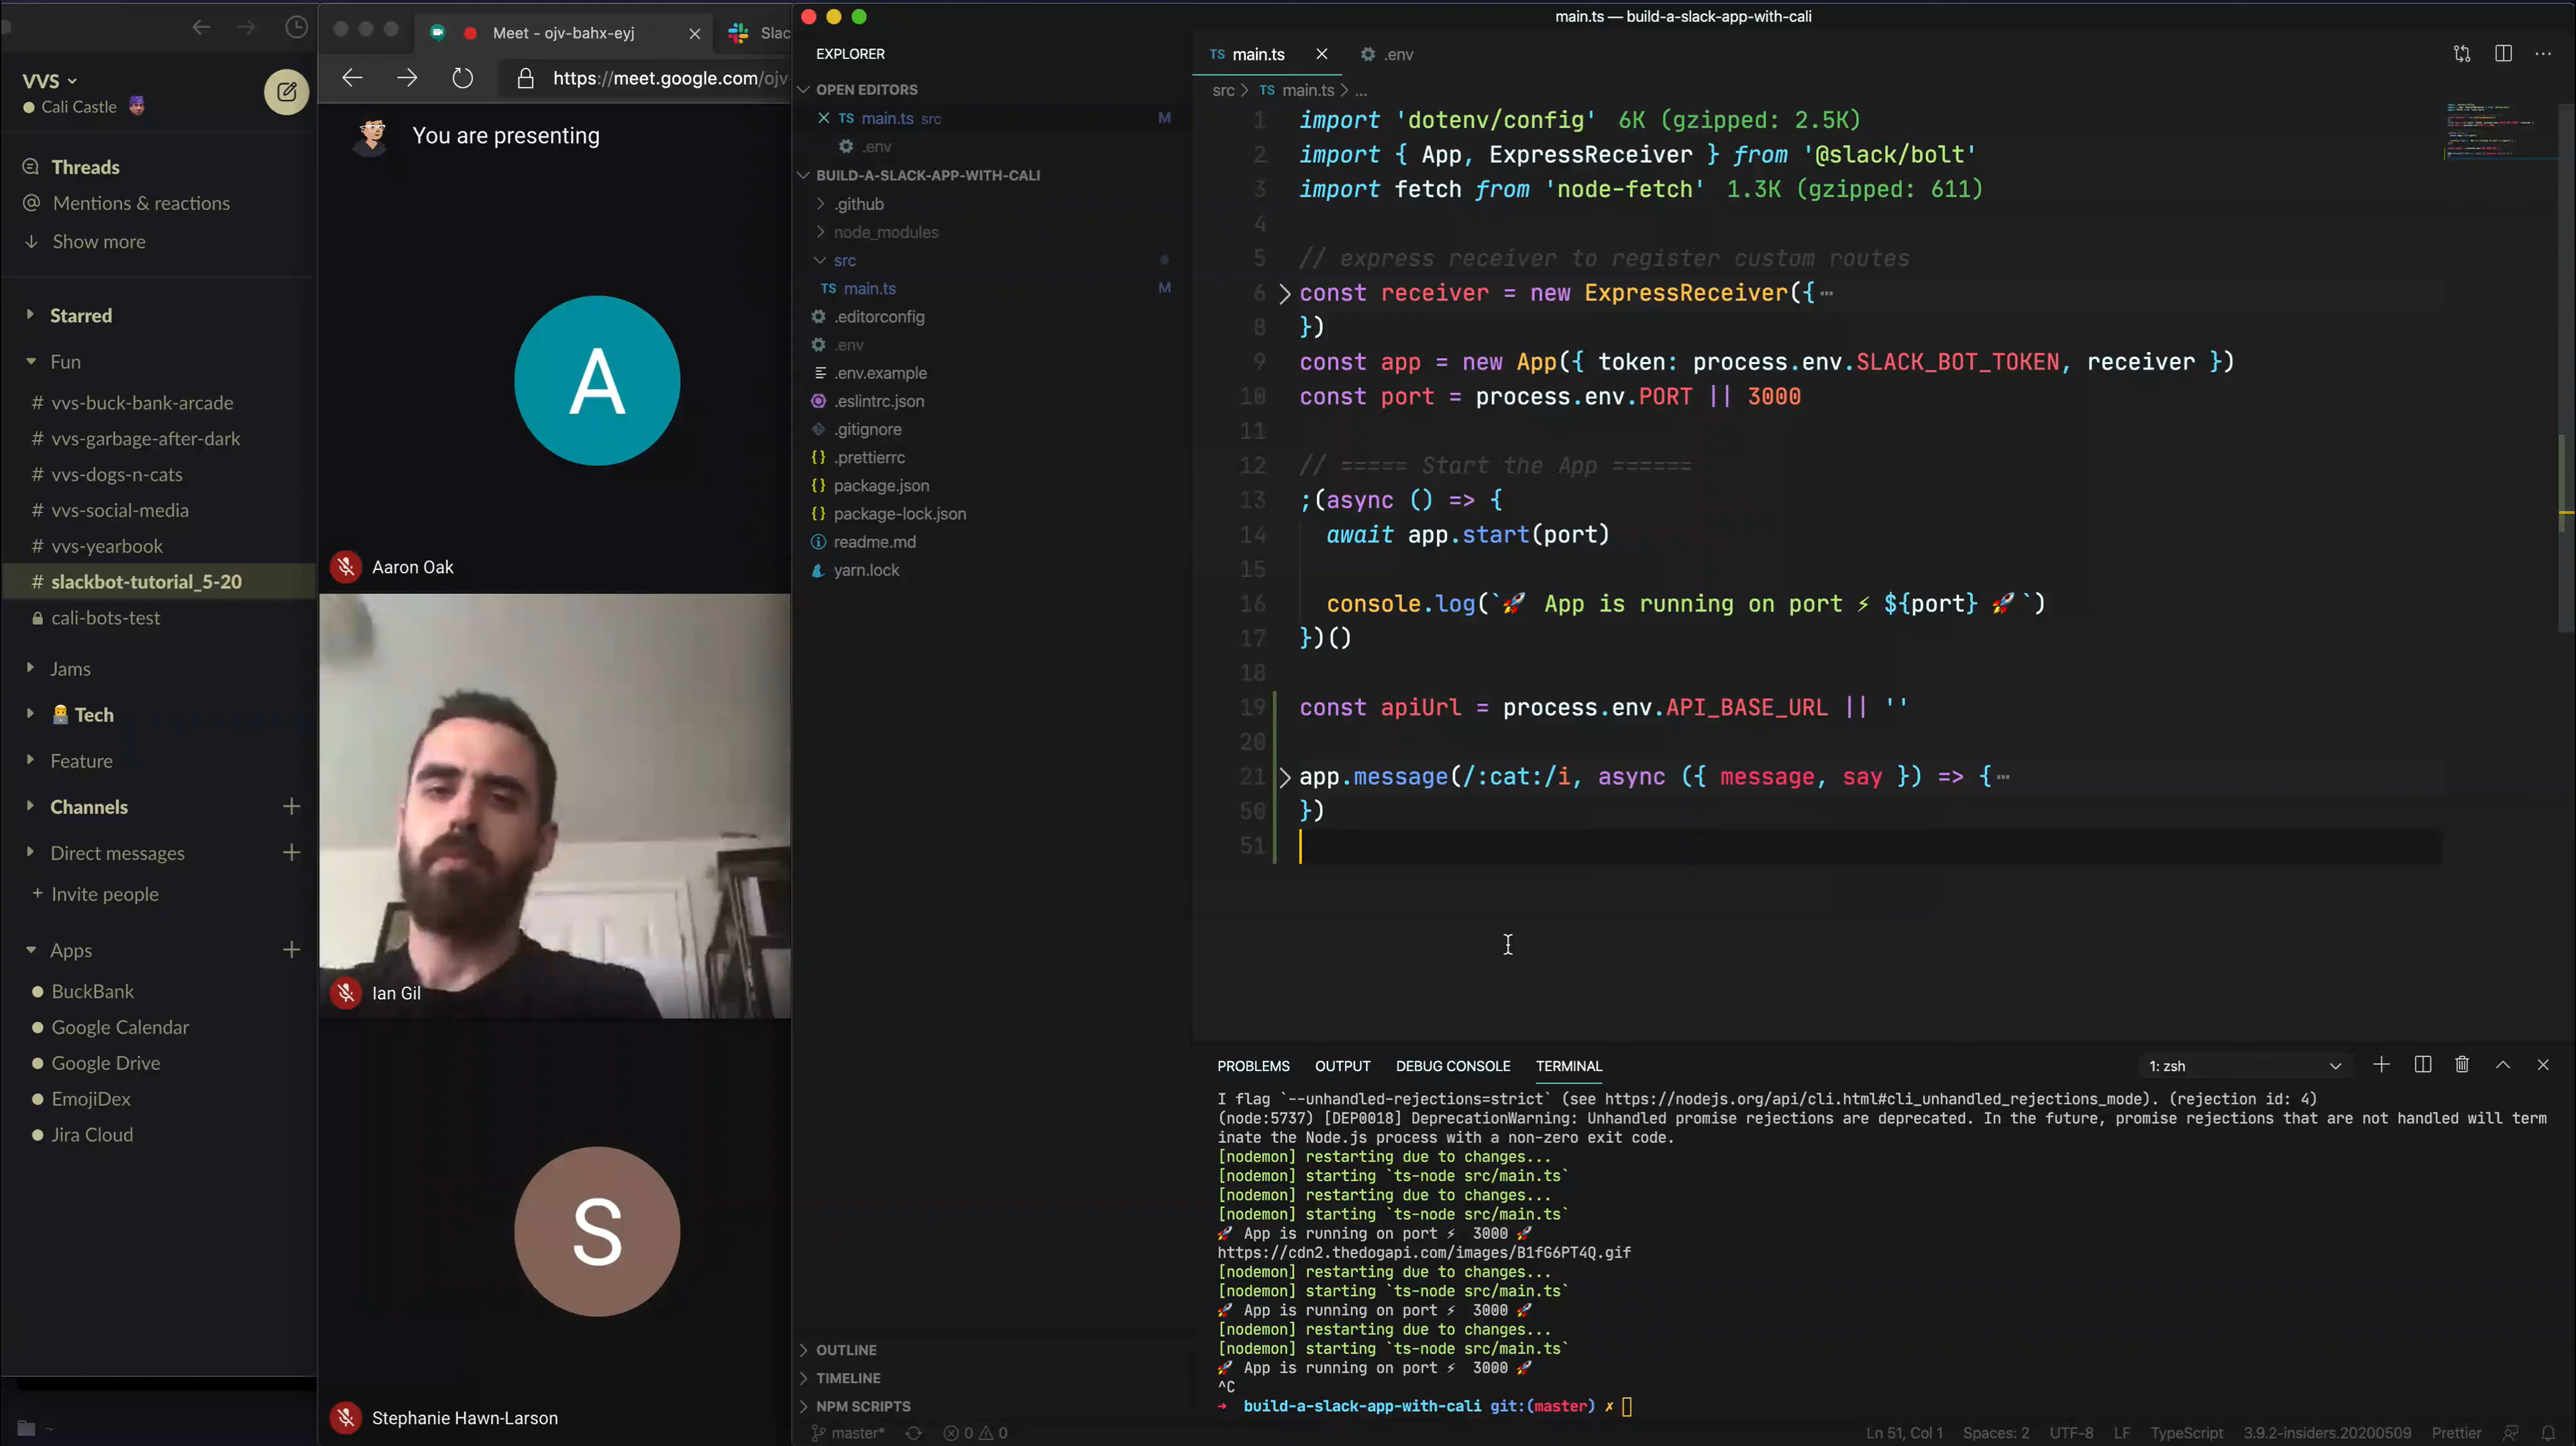 VVS
Cali Castle
Threads
Mentions & reactions
Show more
Starred
Fun
# vvs-buck-bank-arcade
# vvs-garbage-after-dark
# vvs-dogs-n-cats
# vvs-social-media
# vvs-yearbook
# slackbot-tutorial_5-20
cali-bots-test
Jams
Tech
Feature
Channels +
Direct messages +
+ Invite people
Apps +
BuckBank
Google Calendar
Google Drive
EmojiDex
Jira Cloud
~
Meet - ojv-bahx-eyj
Slac
https://meet.google.com/ojv-
You are presenting
A
Aaron Oak
Ian Gil
S
Stephanie Hawn-Larson
main.ts — build-a-slack-app-with-cali
EXPLORER
OPEN EDITORS
TS main.ts src M
.env
BUILD-A-SLACK-APP-WITH-CALI
.github
node_modules
src
TS main.ts M
.editorconfig
.env
.env.example
.eslintrc.json
.gitignore
.prettierrc
package.json
package-lock.json
readme.md
yarn.lock
OUTLINE
TIMELINE
NPM SCRIPTS
TS main.ts
.env
src > TS main.ts > ...
1 import 'dotenv/config' 6K (gzipped: 2.5K)
2 import { App, ExpressReceiver } from '@slack/bolt'
3 import fetch from 'node-fetch' 1.3K (gzipped: 611)
4
5 // express receiver to register custom routes
6 const receiver = new ExpressReceiver({⋯
8 })
9 const app = new App({ token: process.env.SLACK_BOT_TOKEN, receiver })
10 const port = process.env.PORT || 3000
11
12 // ===== Start the App ======
13 ;(async () => {
14 await app.start(port)
15
16 console.log(`🚀 App is running on port ⚡ ${port} 🚀`)
17 })()
18
19 const apiUrl = process.env.API_BASE_URL || ''
20
21 app.message(/:cat:/i, async ({ message, say }) => {⋯
50 })
51
PROBLEMS OUTPUT DEBUG CONSOLE TERMINAL 1: zsh
I flag `--unhandled-rejections=strict` (see https://nodejs.org/api/cli.html#cli_unhandled_rejections_mode). (rejection id: 4)
(node:5737) [DEP0018] DeprecationWarning: Unhandled promise rejections are deprecated. In the future, promise rejections that are not handled will term
inate the Node.js process with a non-zero exit code.
[nodemon] restarting due to changes...
[nodemon] starting `ts-node src/main.ts`
[nodemon] restarting due to changes...
[nodemon] starting `ts-node src/main.ts`
🚀 App is running on port ⚡ 3000 🚀
https://cdn2.thedogapi.com/images/B1fG6PT4Q.gif
[nodemon] restarting due to changes...
[nodemon] starting `ts-node src/main.ts`
🚀 App is running on port ⚡ 3000 🚀
[nodemon] restarting due to changes...
[nodemon] starting `ts-node src/main.ts`
🚀 App is running on port ⚡ 3000 🚀
^C
→ build-a-slack-app-with-cali git:(master) ✗
master* 0 0 Ln 51, Col 1 Spaces: 2 UTF-8 LF TypeScript 3.9.2-insiders.20200509 Prettier